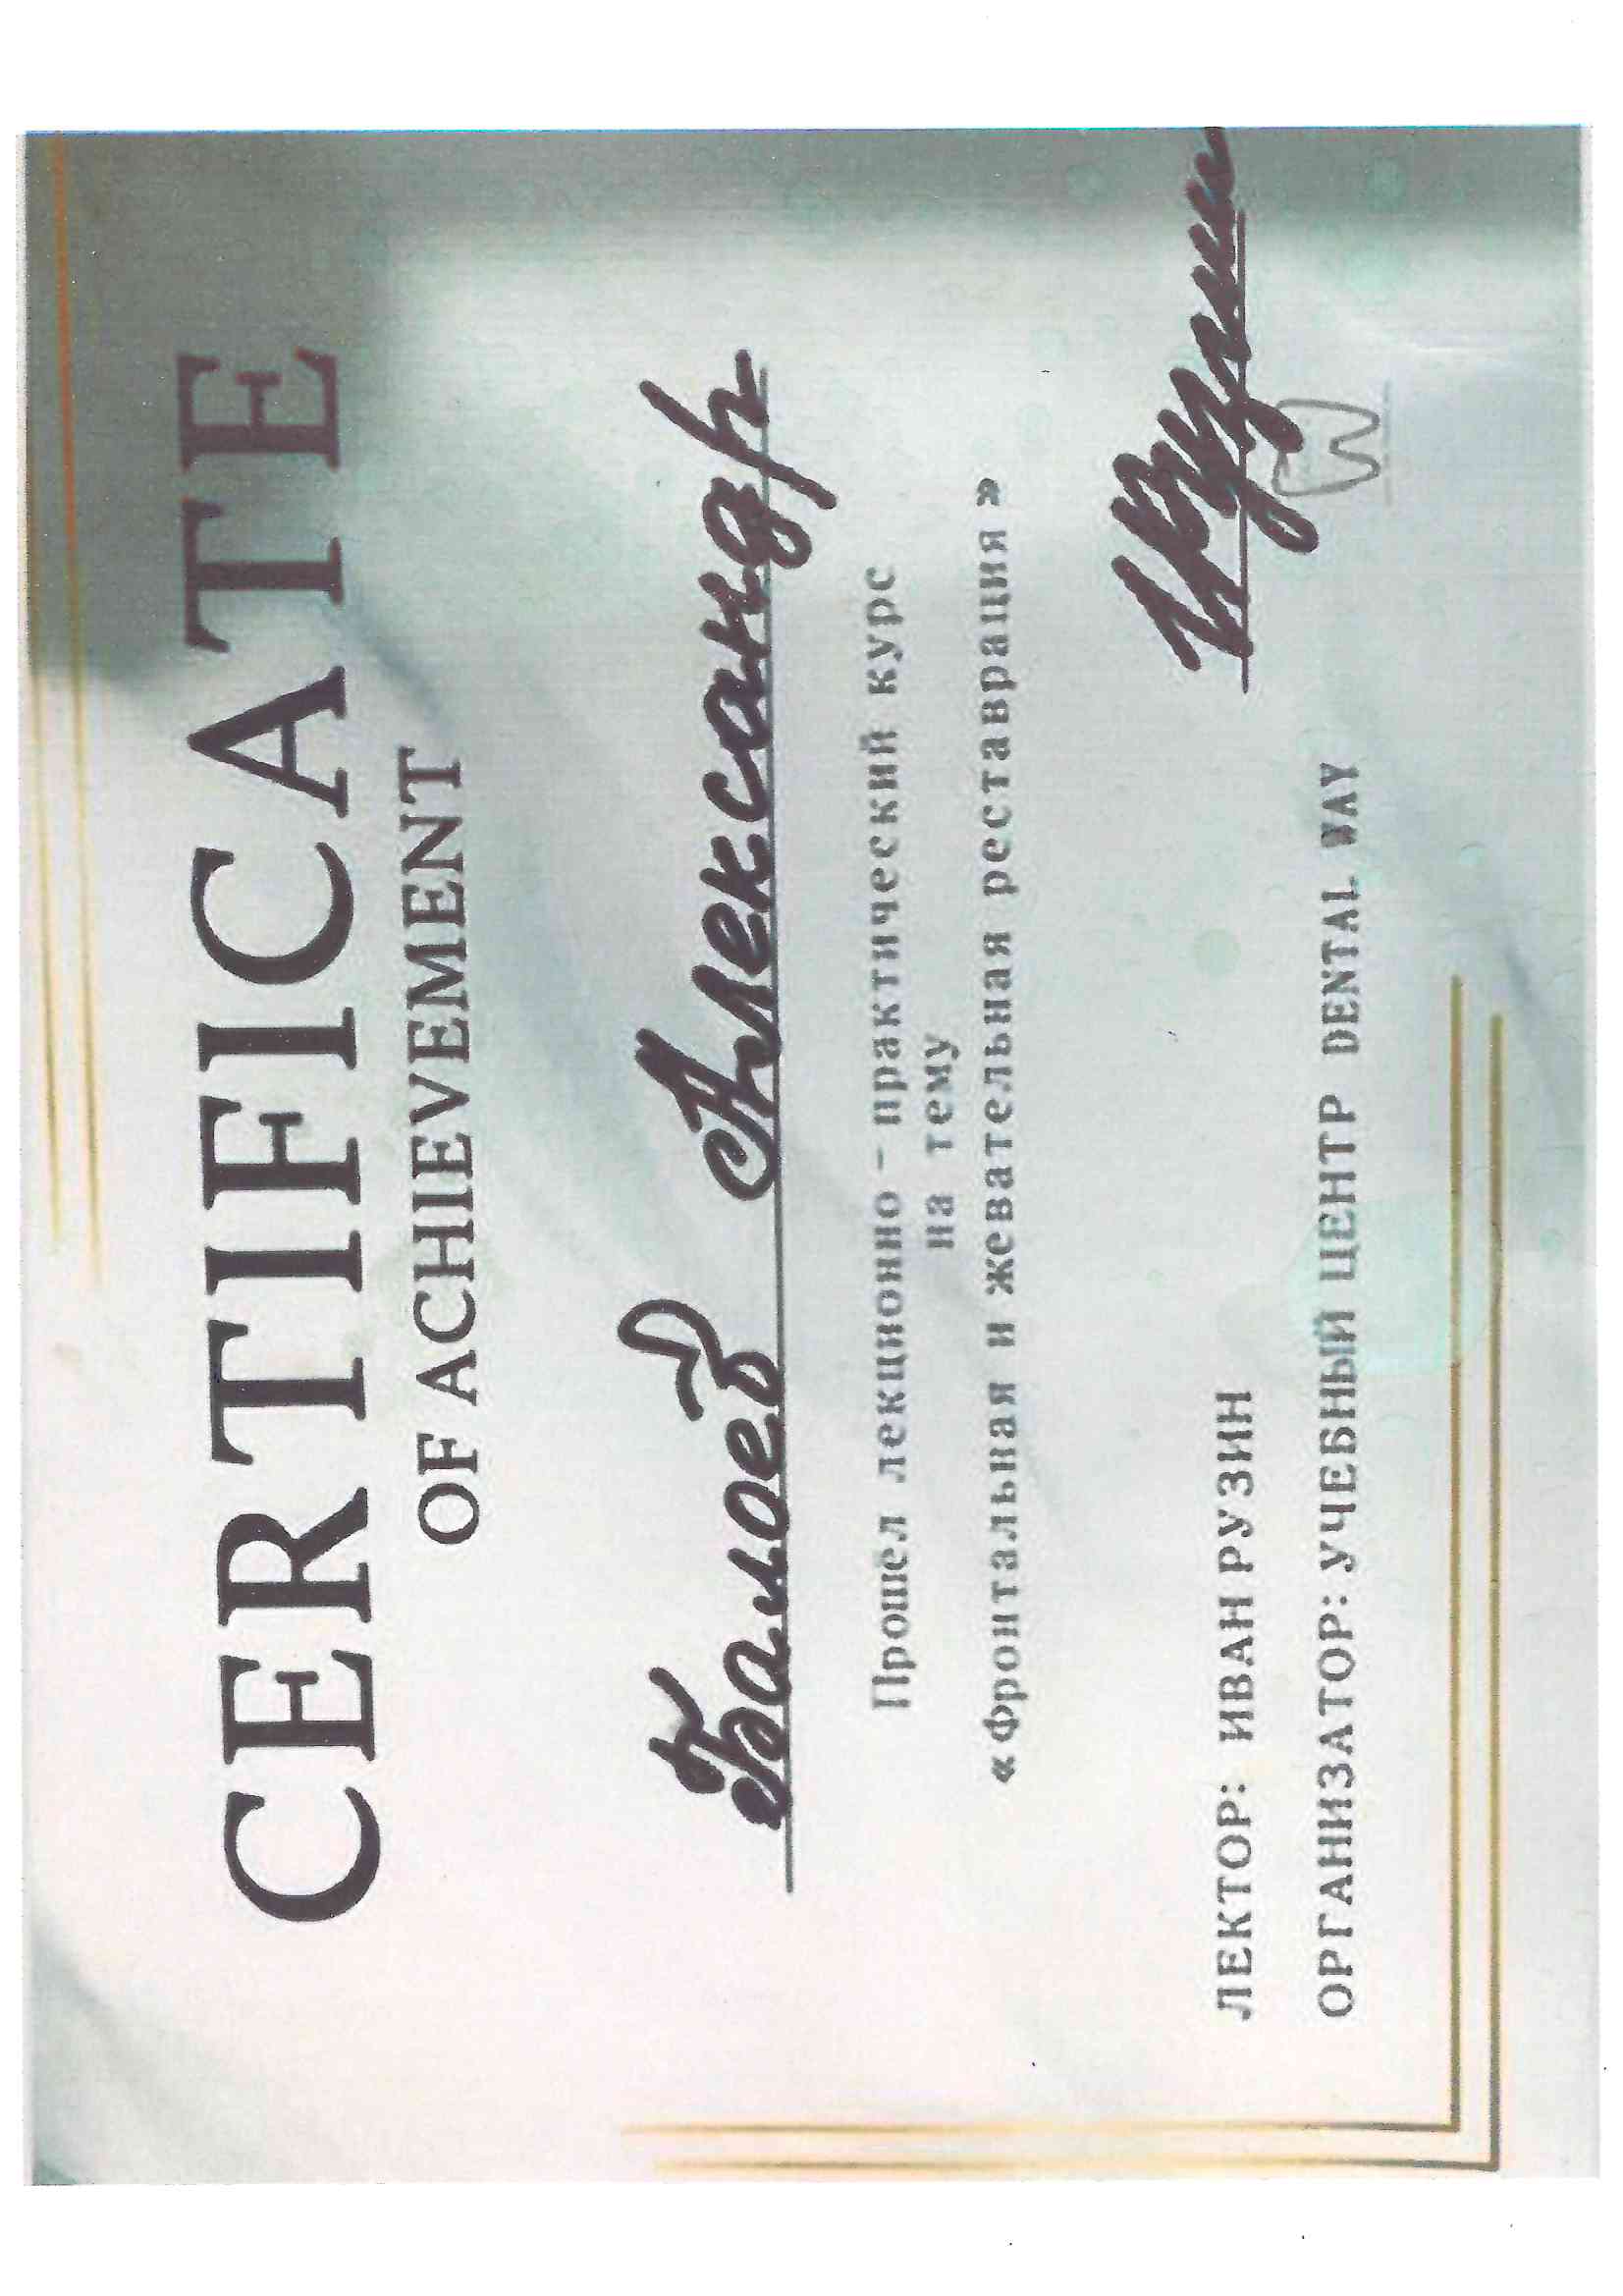 CERTIFICATE
OF ACHIEVEMENT
Бамоев Александр
Прошёл лекционно - практический курс
на тему
«Фронтальная и жевательная реставрация»
ЛЕКТОР: ИВАН РУЗИН
ОРГАНИЗАТОР: УЧЕБНЫЙ ЦЕНТР DENTAL WAY